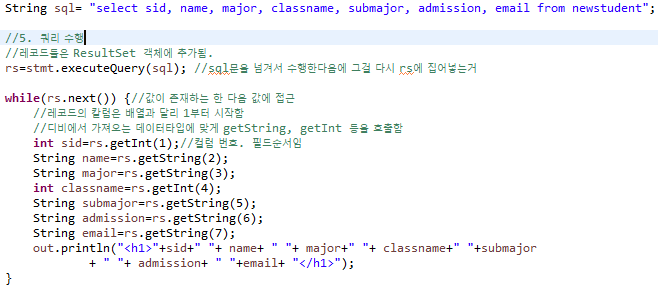 String sql= "select sid, name, major, classname, submajor, admission, email from newstudent";
//5. 쿼리 수행
//레코드들은 ResultSet 객체에 추가됨.
rs=stmt.executeQuery(sql); //sql문을 넘겨서 수행한다음에 그걸 다시 rs에 집어넣는거
while(rs.next()) {//값이 존재하는 한 다음 값에 접근
//레코드의 칼럼은 배열과 달리 1부터 시작함
//디비에서 가져오는 데이터타입에 맞게 getString, getInt 등을 호출함
int sid=rs.getInt(1);//컬럼 번호. 필드순서임
String name=rs.getString(2);
String major=rs.getString(3);
int classname=rs.getInt(4);
String submajor=rs.getString(5);
String admission=rs.getString(6);
String email=rs.getString(7);
out.println("<h1>"+sid+" "+ name+ " "+ major+" "+ classname+" "+submajor
+ " "+ admission+ " "+email+ "</h1>");
}